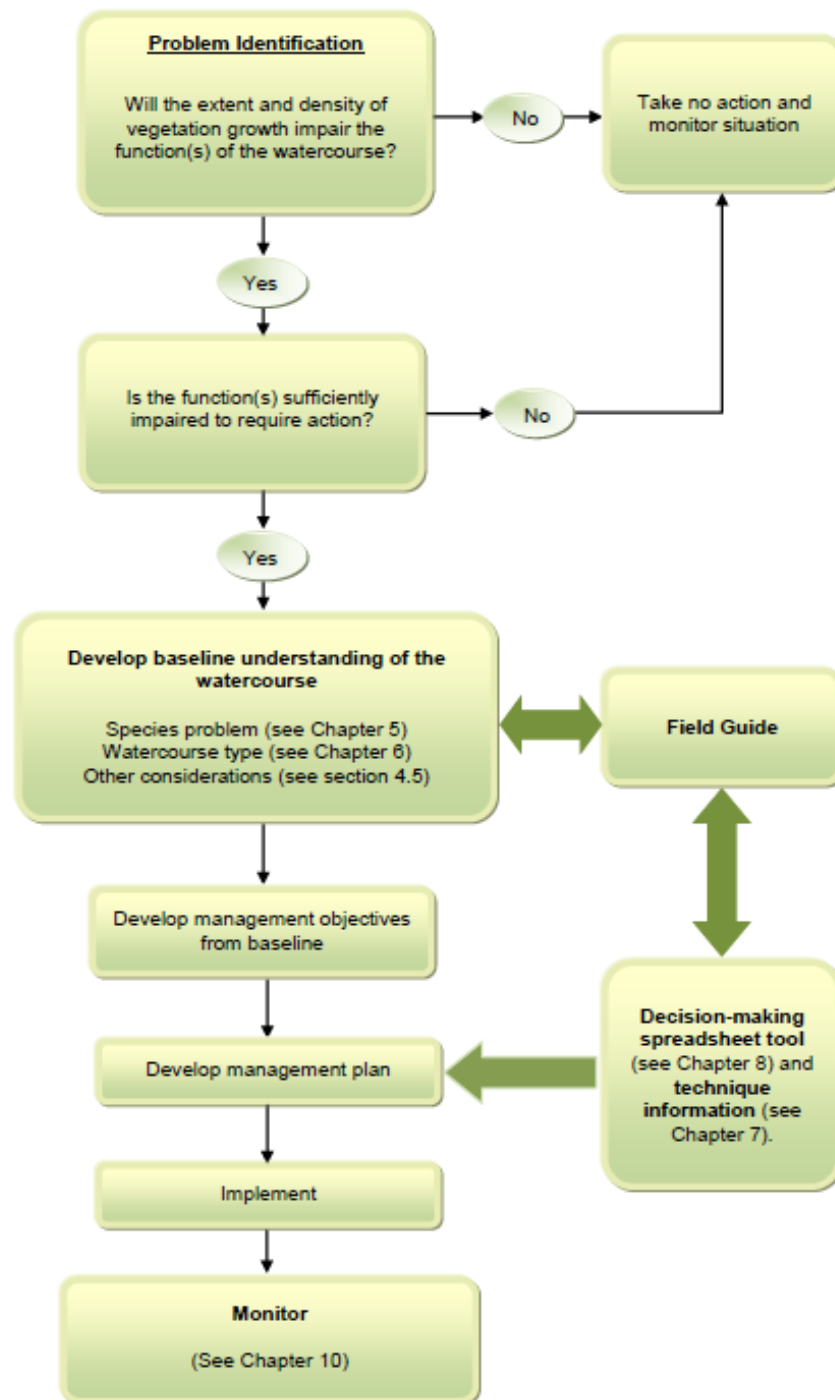 Problem Identification
Will the extent and density of
vegetation growth impair the
function(s) of the watercourse?
No
Take no action and
monitor situation
Yes
Is the function(s) sufficiently
impaired to require action?
No
Yes
Develop baseline understanding of the
watercourse
Species problem (see Chapter 5)
Watercourse type (see Chapter 6)
Other considerations (see section 4.5)
Field Guide
Develop management objectives
from baseline
Decision-making
spreadsheet tool
(see Chapter 8) and
technique
information (see
Chapter 7).
Develop management plan
Implement
Monitor
(See Chapter 10)